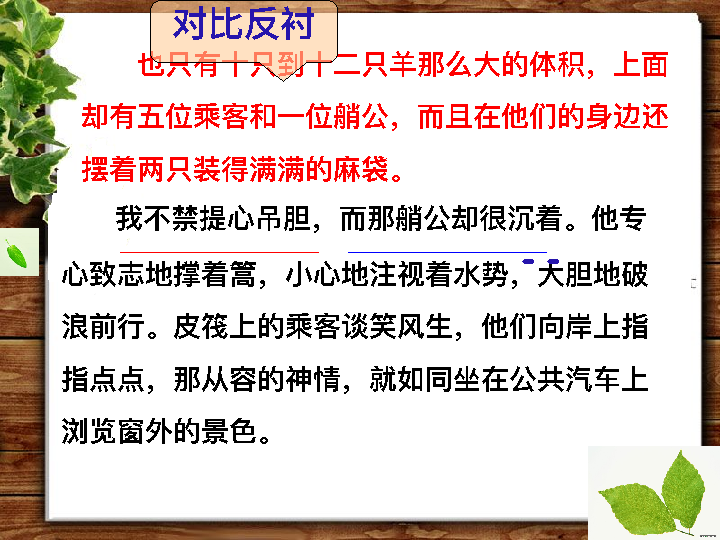 对比反衬
也只有十只到十二只羊那么大的体积，上面
却有五位乘客和一位艄公，而且在他们的身边还
摆着两只装得满满的麻袋。
我不禁提心吊胆，而那艄公却很沉着。他专
心致志地撑着篙，小心地注视着水势，大胆地破
浪前行。皮筏上的乘客谈笑风生，他们向岸上指
指点点，那从容的神情，就如同坐在公共汽车上
浏览窗外的景色。